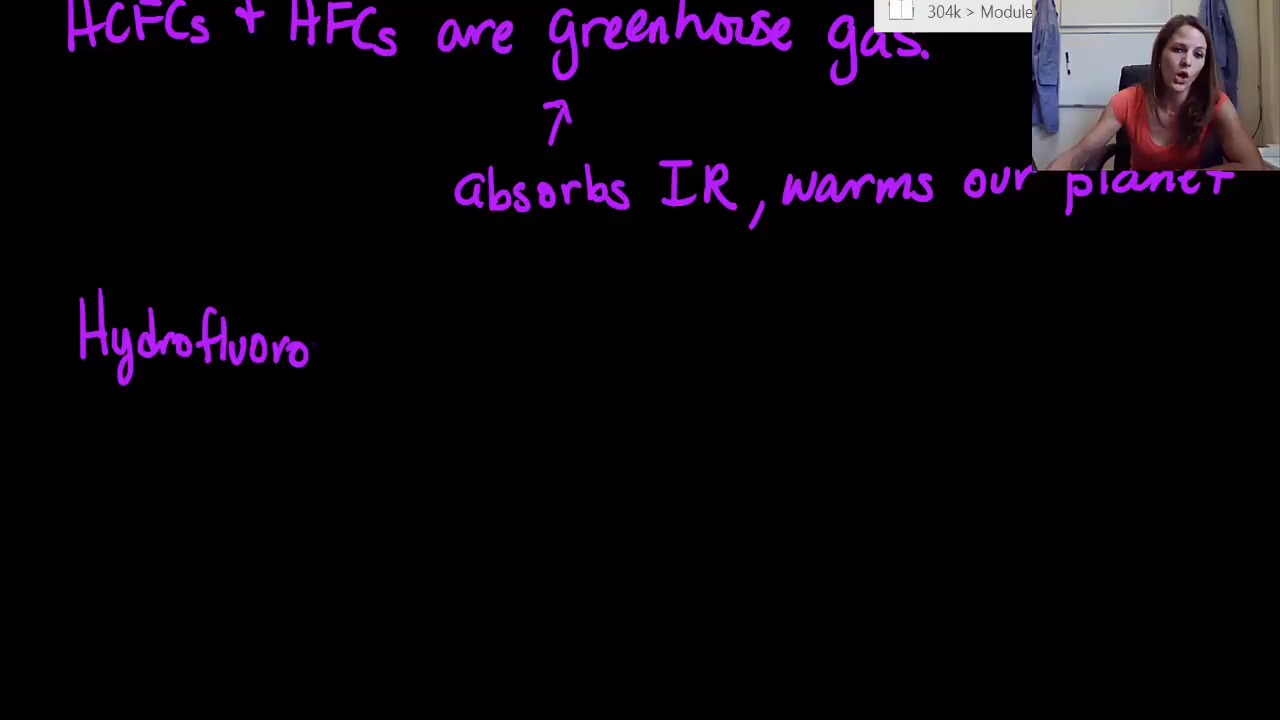 304k > Module
HCFCs + HFCs are greenhouse gas.
↑
absorbs IR, warms our planet
Hydrofluoro